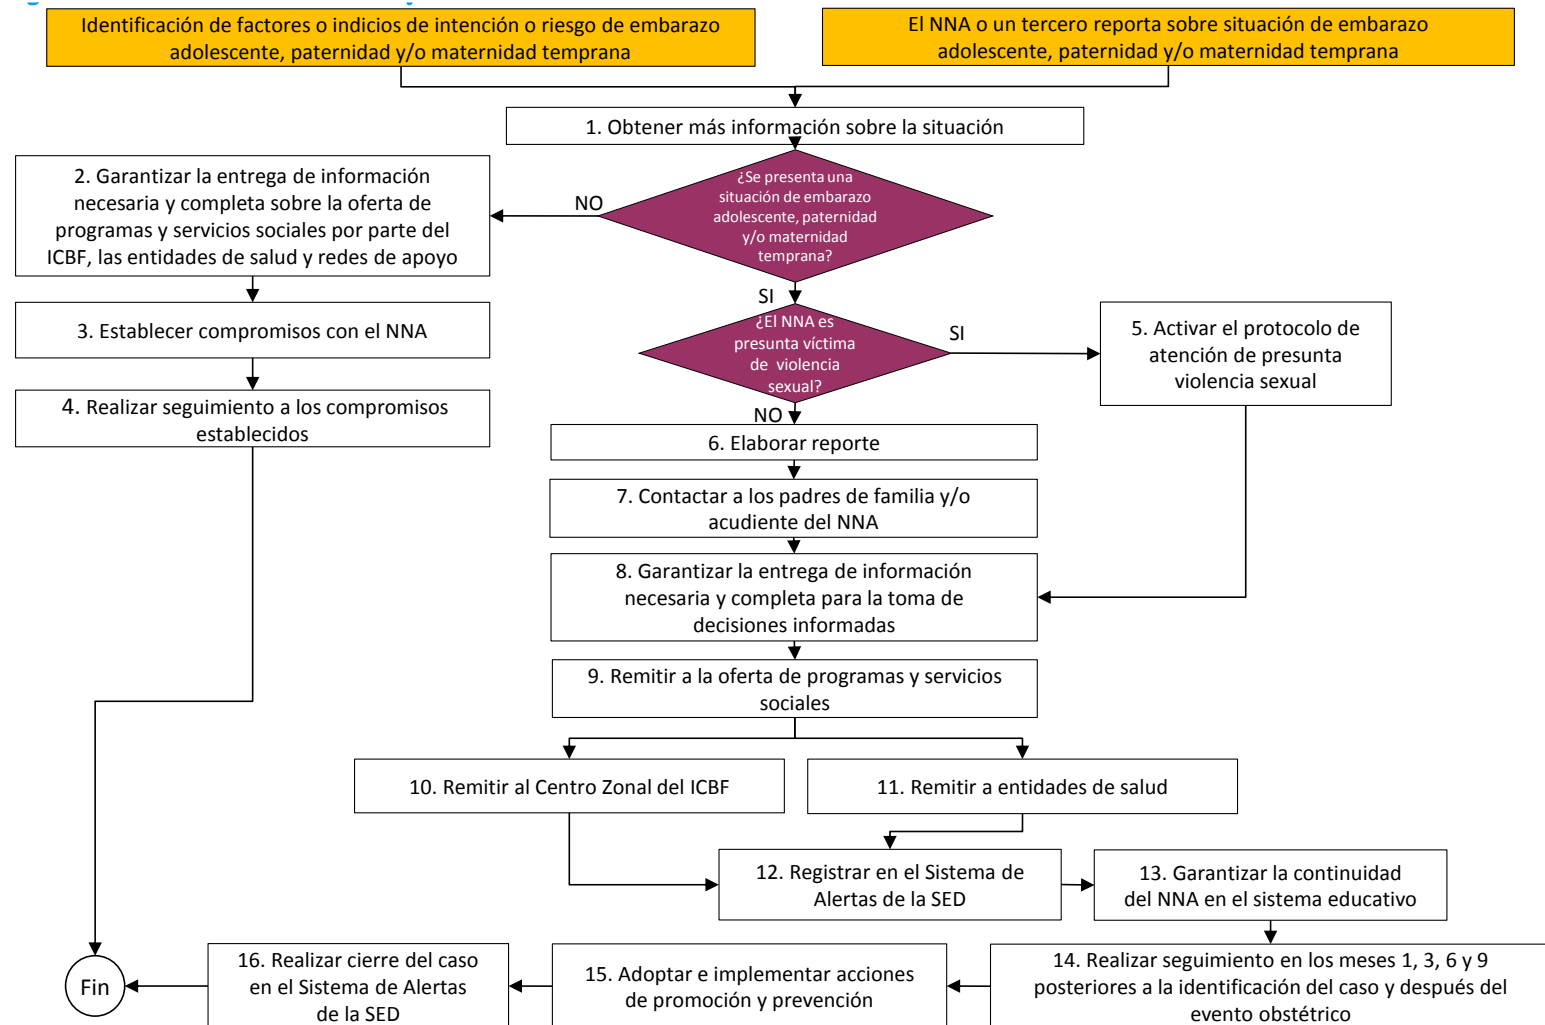 Identificación de factores o indicios de intención o riesgo de embarazo
adolescente, paternidad y/o maternidad temprana
El NNA o un tercero reporta sobre situación de embarazo
adolescente, paternidad y/o maternidad temprana
1. Obtener más información sobre la situación
2. Garantizar la entrega de información
necesaria y completa sobre la oferta de
programas y servicios sociales por parte del
ICBF, las entidades de salud y redes de apoyo
NO
¿Se presenta una
situación de embarazo
adolescente, paternidad
y/o maternidad
temprana?
SI
3. Establecer compromisos con el NNA
¿El NNA es
presunta víctima
de violencia
sexual?
SI
5. Activar el protocolo de
atención de presunta
violencia sexual
4. Realizar seguimiento a los compromisos
establecidos
NO
6. Elaborar reporte
7. Contactar a los padres de familia y/o
acudiente del NNA
8. Garantizar la entrega de información
necesaria y completa para la toma de
decisiones informadas
9. Remitir a la oferta de programas y servicios
sociales
10. Remitir al Centro Zonal del ICBF
11. Remitir a entidades de salud
12. Registrar en el Sistema de
Alertas de la SED
13. Garantizar la continuidad
del NNA en el sistema educativo
14. Realizar seguimiento en los meses 1, 3, 6 y 9
posteriores a la identificación del caso y después del
evento obstétrico
15. Adoptar e implementar acciones
de promoción y prevención
16. Realizar cierre del caso
en el Sistema de Alertas
de la SED
Fin